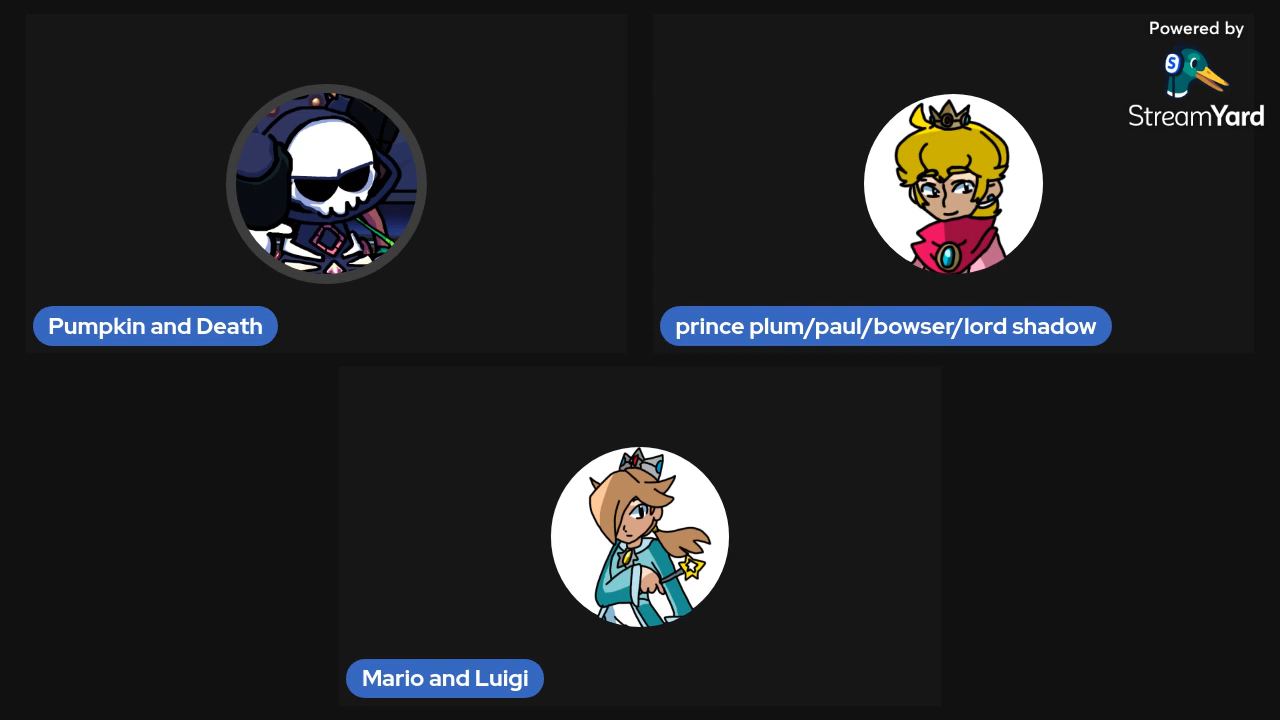 Powered by
S
StreamYard
Pumpkin and Death
prince plum/paul/bowser/lord shadow
Mario and Luigi